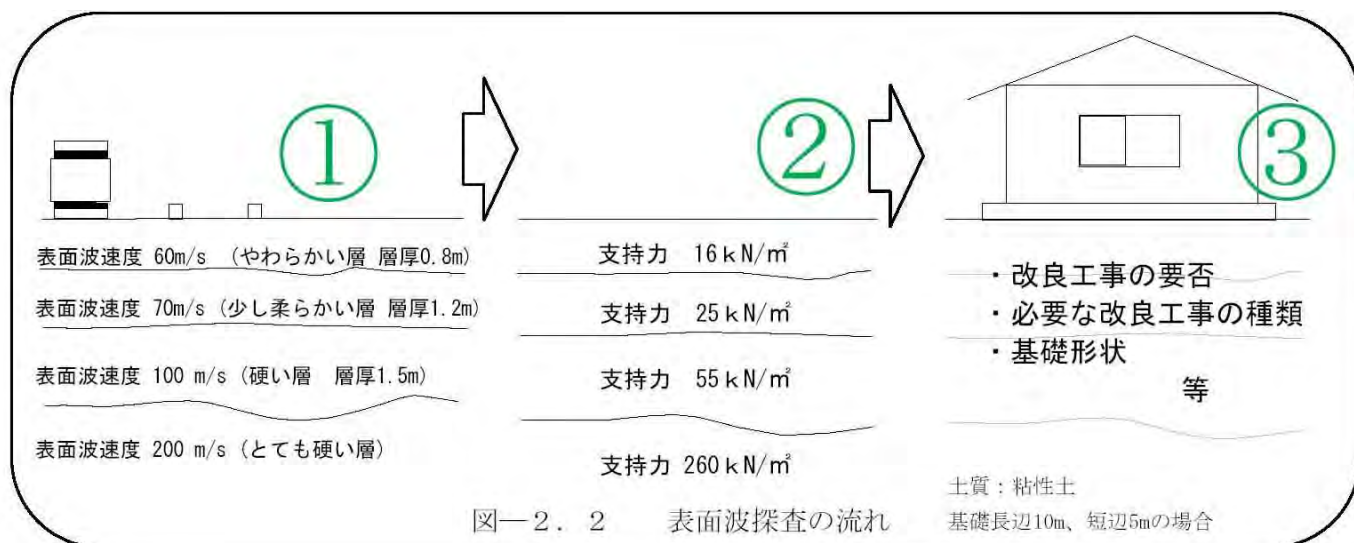 ①
表面波速度 60m/s (やわらかい層 層厚0.8m)
表面波速度 70m/s (少し柔らかい層 層厚1.2m)
表面波速度 100 m/s (硬い層 層厚1.5m)
表面波速度 200 m/s (とても硬い層)
②
支持力 16kN/㎡
支持力 25kN/㎡
支持力 55kN/㎡
支持力 260kN/㎡
③
・改良工事の要否
・必要な改良工事の種類
・基礎形状
等
土質：粘性土
基礎長辺10m、短辺5mの場合
図―2．2 表面波探査の流れ